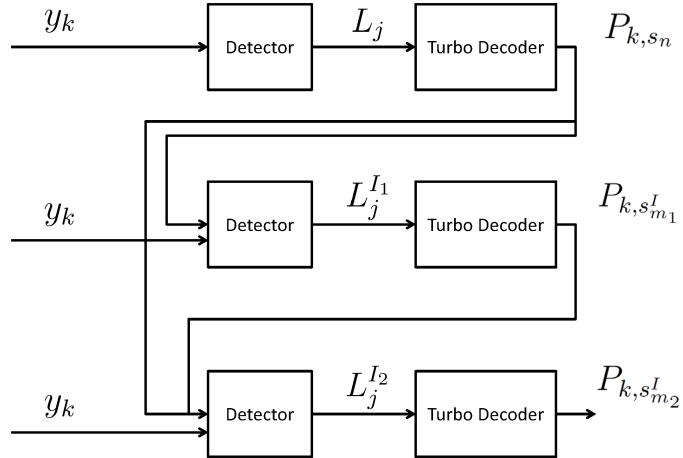 y_k
Detector
L_j
Turbo Decoder
P_{k,s_n}
y_k
Detector
L_j^{I_1}
Turbo Decoder
P_{k,s^I_{m_1}}
y_k
Detector
L_j^{I_2}
Turbo Decoder
P_{k,s^I_{m_2}}